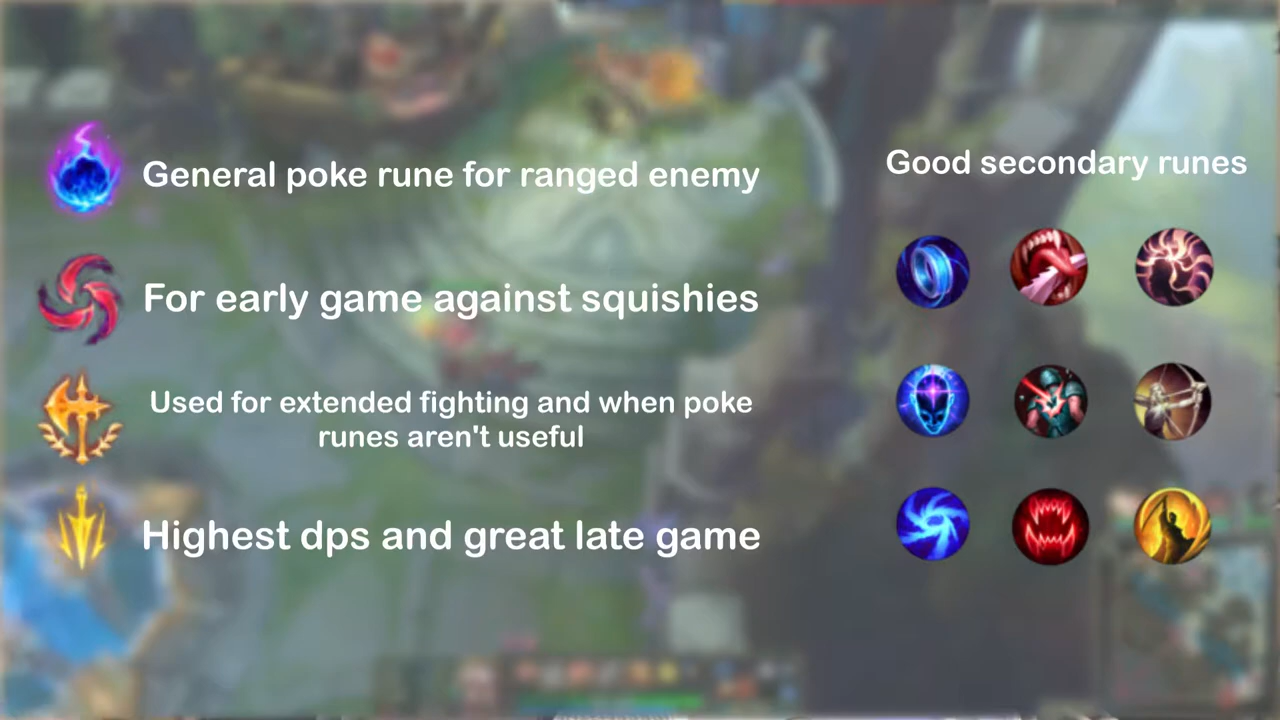 General poke rune for ranged enemy
For early game against squishies
Used for extended fighting and when poke
runes aren't useful
Highest dps and great late game
Good secondary runes